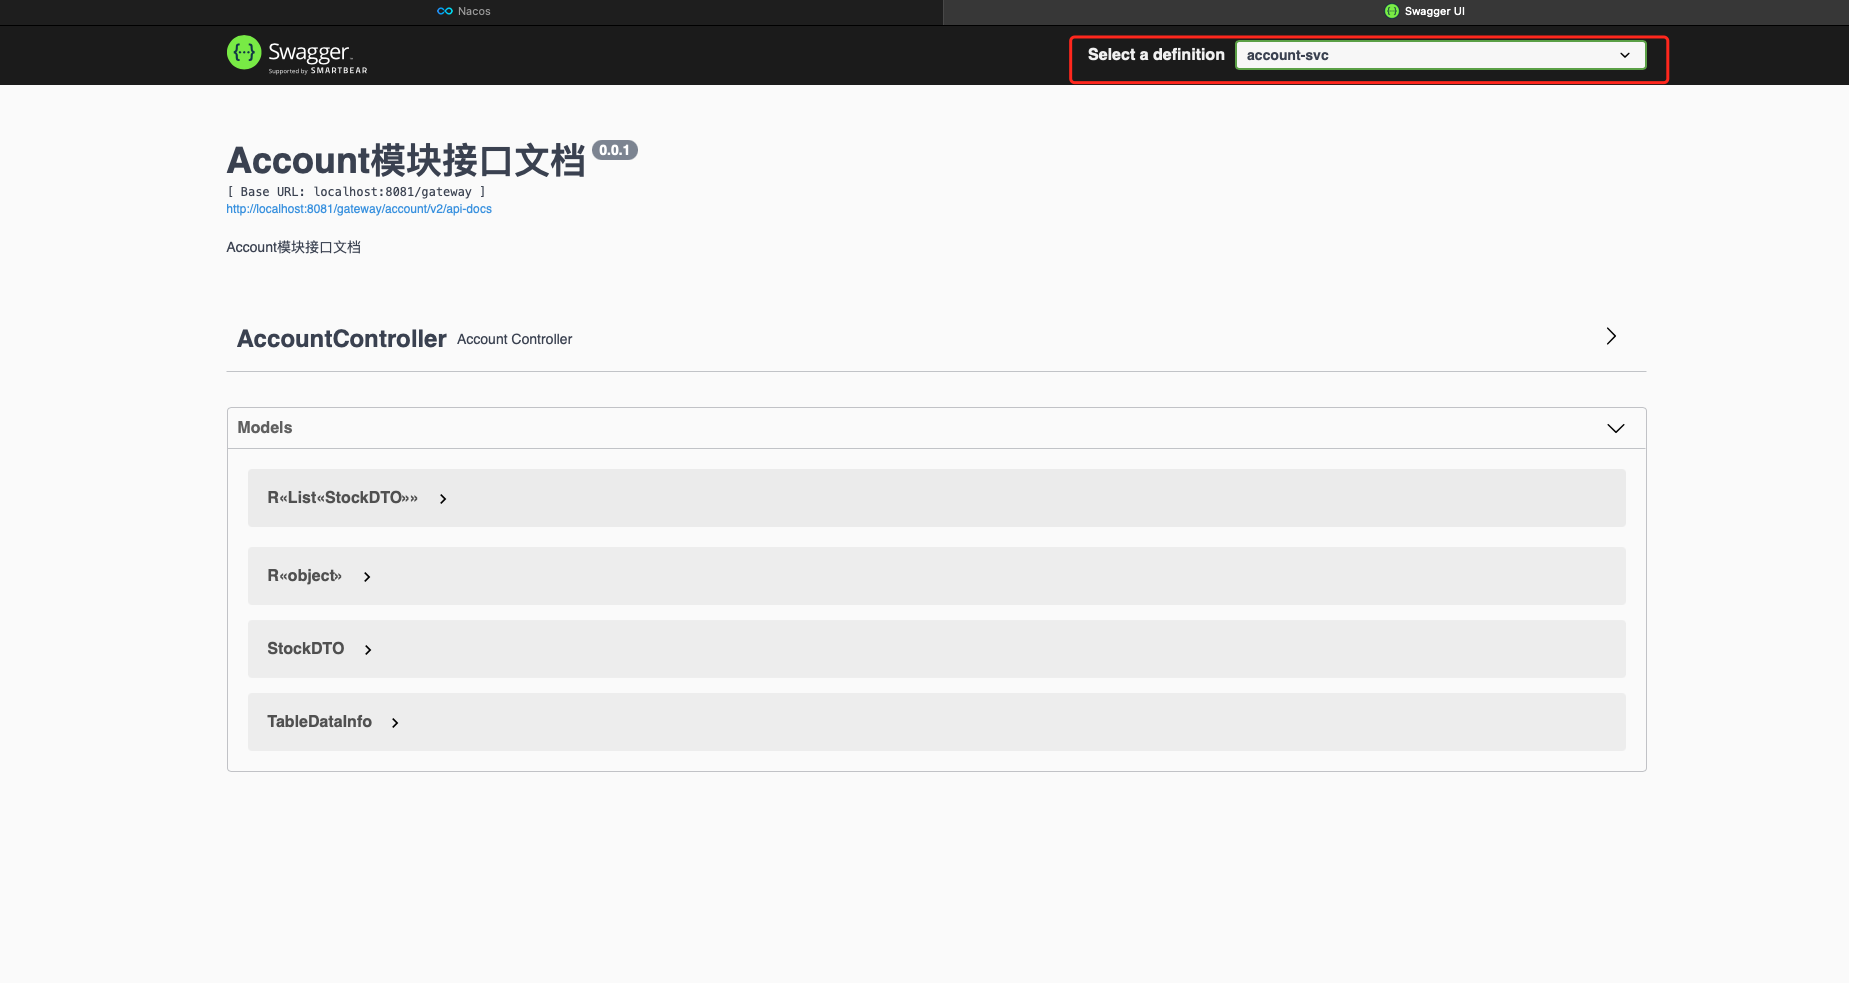 Nacos
Swagger UI
Swagger
Supported by SMARTBEAR
Select a definition
account-svc
Account模块接口文档 0.0.1
[ Base URL: localhost:8081/gateway ]
http://localhost:8081/gateway/account/v2/api-docs
Account模块接口文档
AccountController Account Controller
Models
R«List«StockDTO»»
R«object»
StockDTO
TableDataInfo